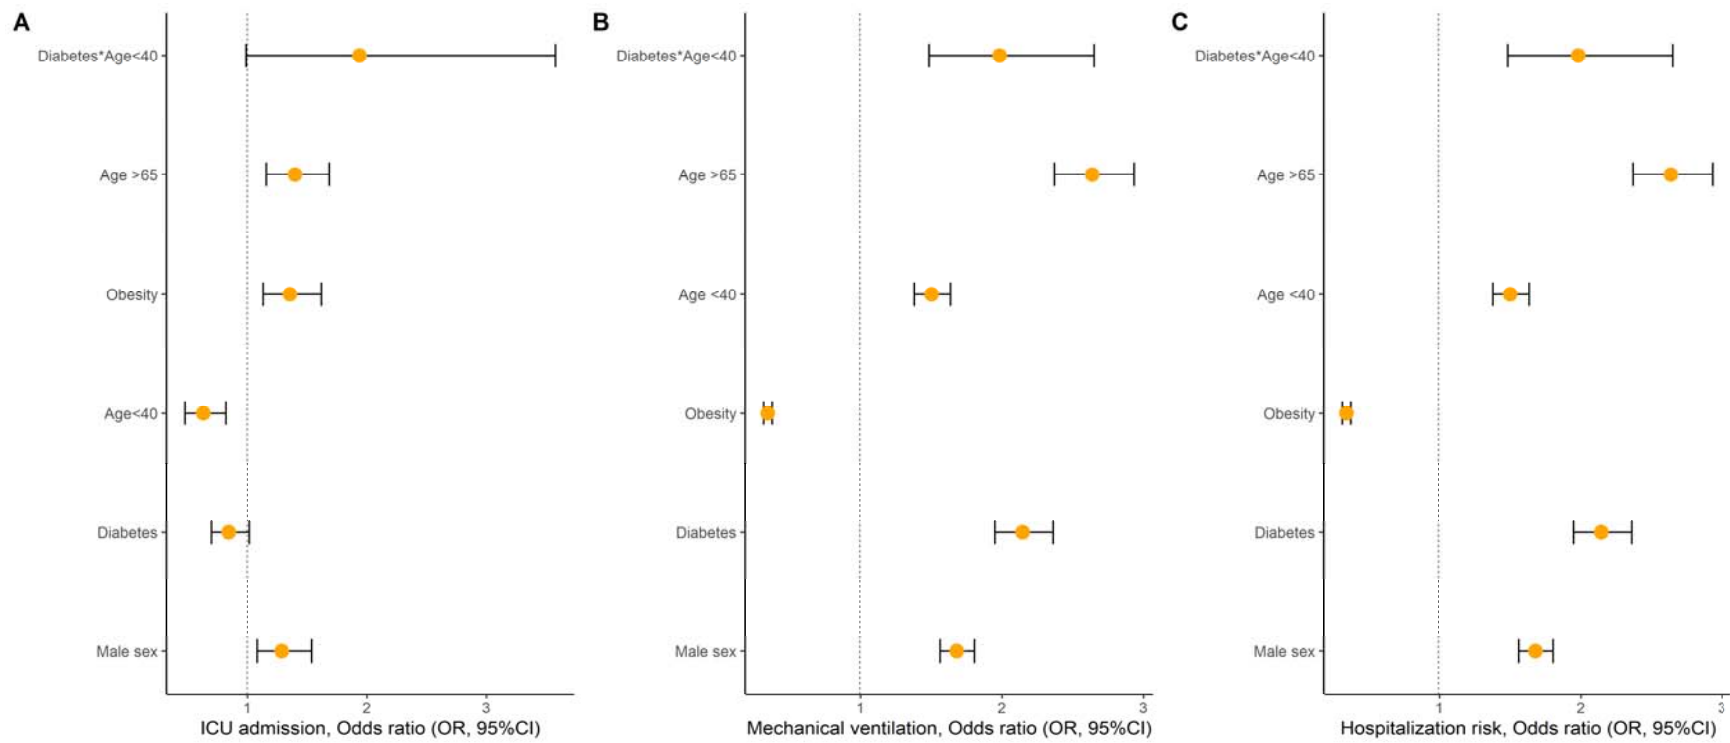 A
Diabetes*Age<40
Age >65
Obesity
Age<40
Diabetes
Male sex
1 2 3
ICU admission, Odds ratio (OR, 95%CI)
B
Diabetes*Age<40
Age >65
Age <40
Obesity
Diabetes
Male sex
1 2 3
Mechanical ventilation, Odds ratio (OR, 95%CI)
C
Diabetes*Age<40
Age >65
Age <40
Obesity
Diabetes
Male sex
1 2 3
Hospitalization risk, Odds ratio (OR, 95%CI)